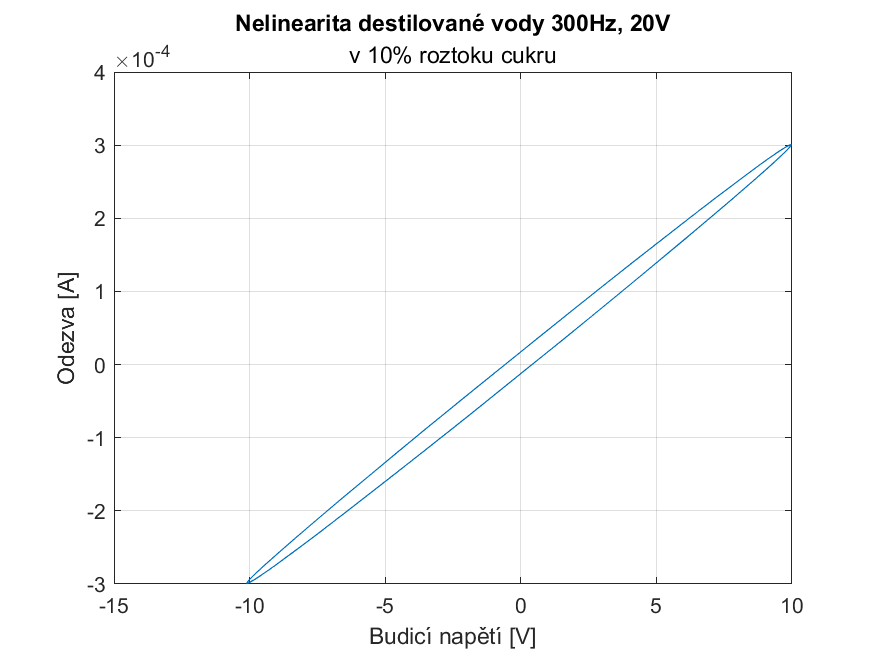 Nelinearita destilované vody 300Hz, 20V
v 10% roztoku cukru
×10^-4
4
3
2
1
0
-1
-2
-3
Odezva [A]
-15 -10 -5 0 5 10
Budicí napětí [V]